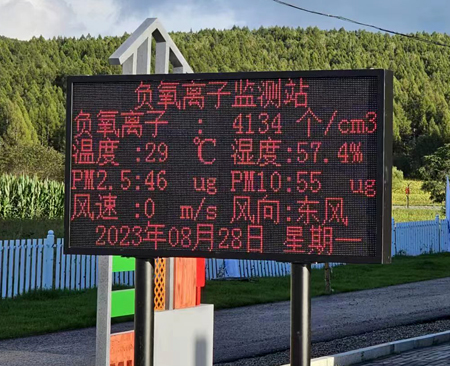 负氧离子监测站
负氧离子 : 4134 个/cm3
温度:29 ℃ 湿度:57.4%
PM2.5:46 ug PM10:55 ug
风速:0 m/s 风向:东风
2023年08月28日 星期一